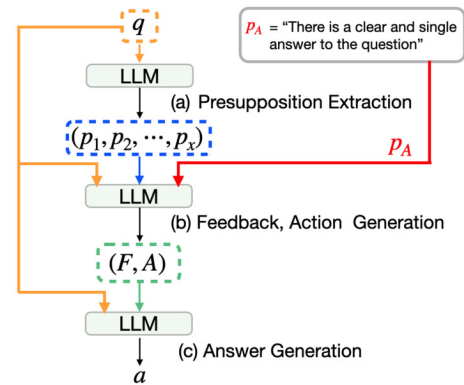 p_A = “There is a clear and single
answer to the question”
q
LLM
(a) Presupposition Extraction
(p_1, p_2, ···, p_x)
p_A
LLM
(b) Feedback, Action Generation
(F, A)
LLM
(c) Answer Generation
a